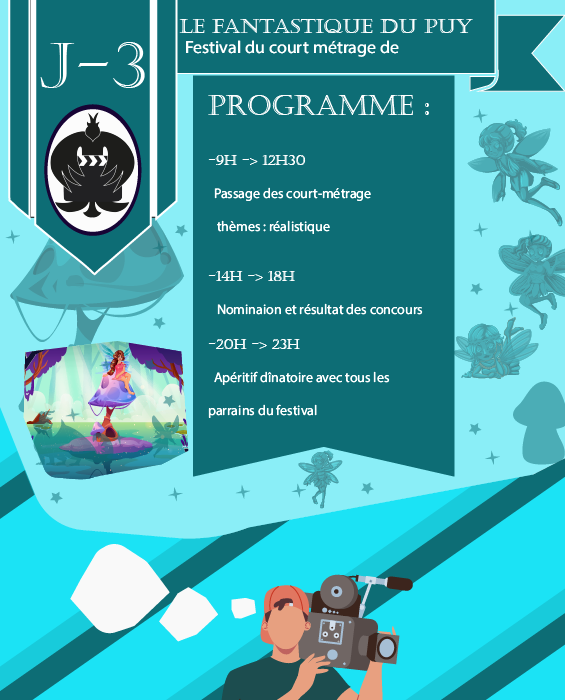 J-3
LE FANTASTIQUE DU PUY
Festival du court métrage de
PROGRAMME :
-9H -> 12H30
Passage des court-métrage
thèmes : réalistique
-14H -> 18H
Nominaion et résultat des concours
-20H -> 23H
Apéritif dînatoire avec tous les
parrains du festival